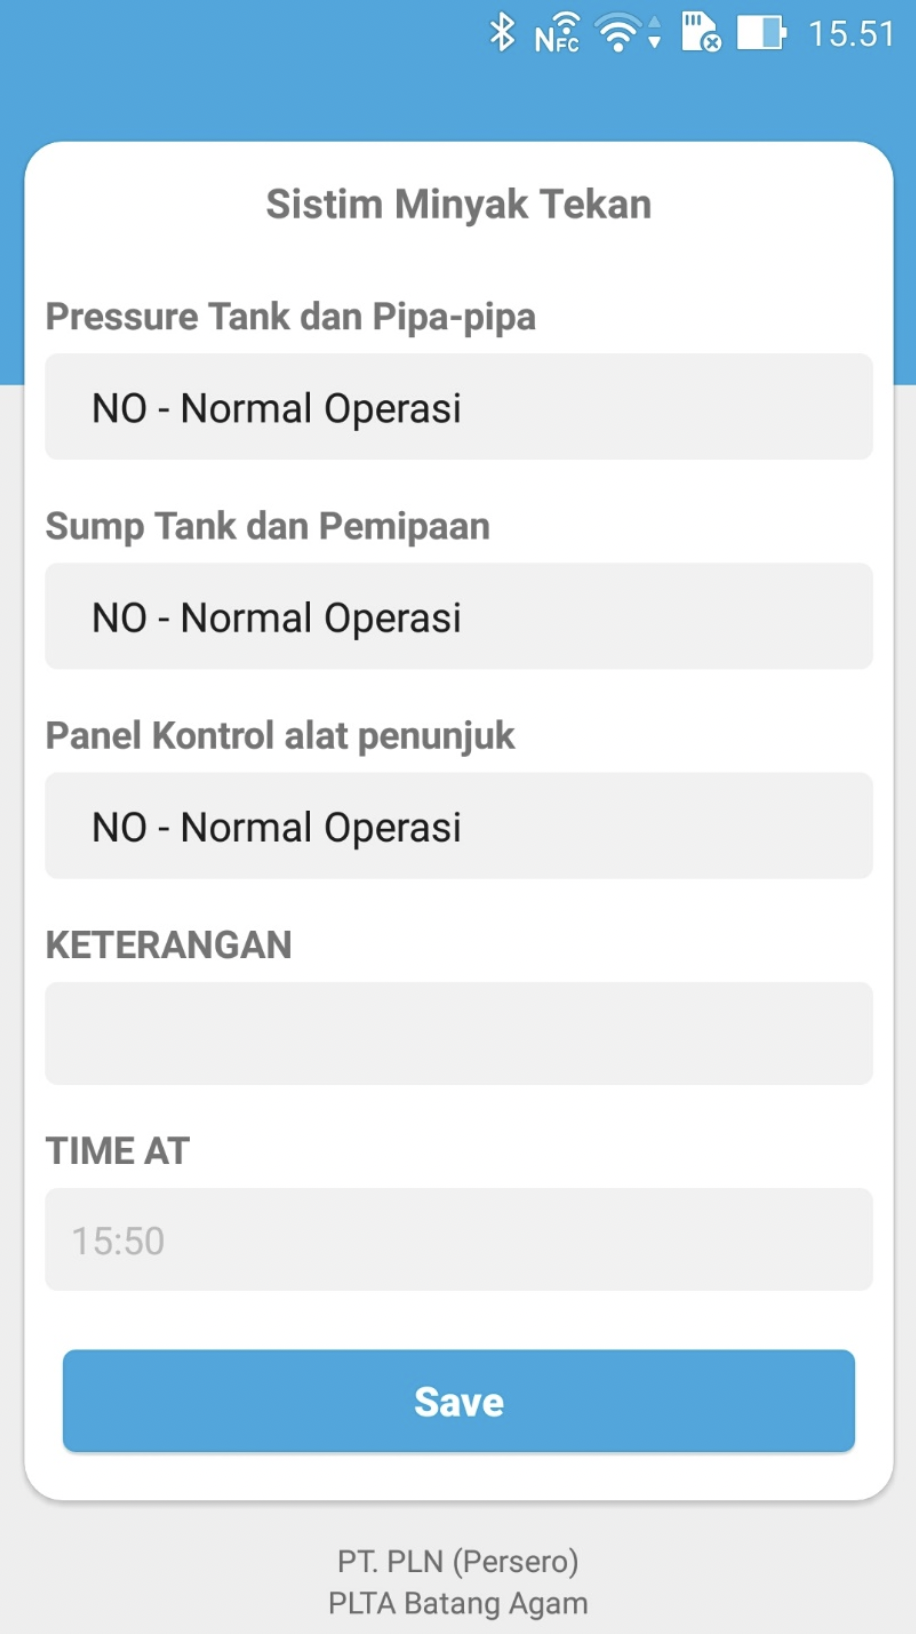 NFC 15.51
Sistim Minyak Tekan
Pressure Tank dan Pipa-pipa
NO - Normal Operasi
Sump Tank dan Pemipaan
NO - Normal Operasi
Panel Kontrol alat penunjuk
NO - Normal Operasi
KETERANGAN
TIME AT
15:50
Save
PT. PLN (Persero)
PLTA Batang Agam